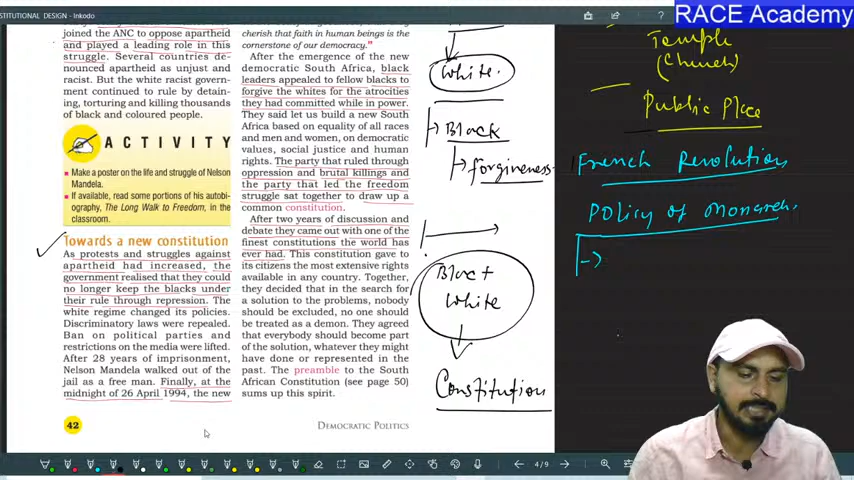 STITUTIONAL DESIGN - Inkodo
RACE Academy
joined the ANC to oppose apartheid
and played a leading role in this
struggle. Several countries de-
nounced apartheid as unjust and
racist. But the white racist govern-
ment continued to rule by detain-
ing, torturing and killing thousands
of black and coloured people.
ACTIVITY
Make a poster on the life and struggle of Nelson
Mandela.
If available, read some portions of his autobi-
ography, The Long Walk to Freedom, in the
classroom.
Towards a new constitution
As protests and struggles against
apartheid had increased, the
government realised that they could
no longer keep the blacks under
their rule through repression. The
white regime changed its policies.
Discriminatory laws were repealed.
Ban on political parties and
restrictions on the media were lifted.
After 28 years of imprisonment,
Nelson Mandela walked out of the
jail as a free man. Finally, at the
midnight of 26 April 1994, the new
42
cherish that faith in human beings is the
cornerstone of our democracy."
After the emergence of the new
democratic South Africa, black
leaders appealed to fellow blacks to
forgive the whites for the atrocities
they had committed while in power.
They said let us build a new South
Africa based on equality of all races
and men and women, on democratic
values, social justice and human
rights. The party that ruled through
oppression and brutal killings and
the party that led the freedom
struggle sat together to draw up a
common constitution.
After two years of discussion and
debate they came out with one of the
finest constitutions the world has
ever had. This constitution gave to
its citizens the most extensive rights
available in any country. Together,
they decided that in the search for
a solution to the problems, nobody
should be excluded, no one should
be treated as a demon. They agreed
that everybody should become part
of the solution, whatever they might
have done or represented in the
past. The preamble to the South
African Constitution (see page 50)
sums up this spirit.
DEMOCRATIC POLITICS
White.
Black
forgiveness
Blac+
White
Constitution
Temple
(Church)
Public Place
French Revolution
Policy of Monarch.
4/9